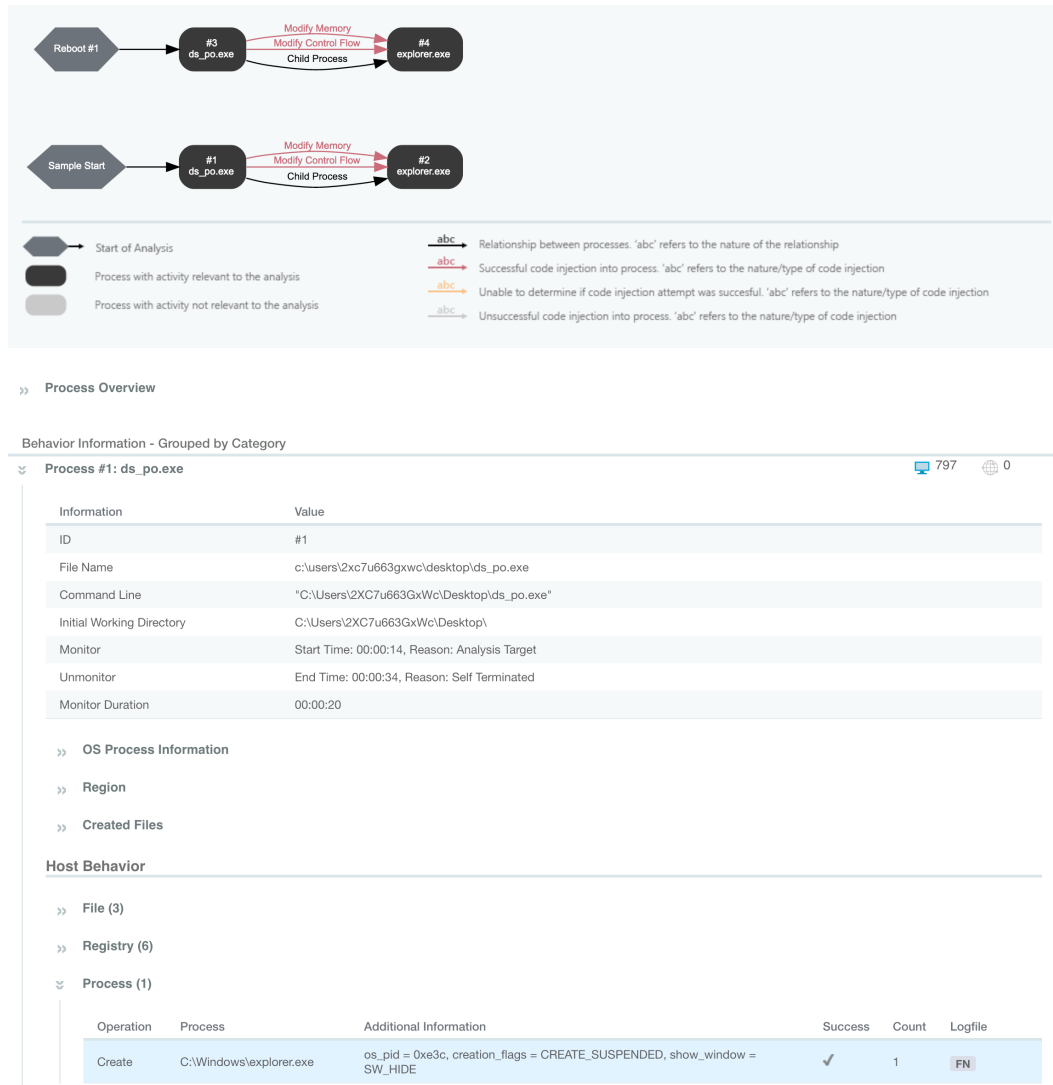 Reboot #1
#3
ds_po.exe
Modify Memory
Modify Control Flow
Child Process
#4
explorer.exe
Sample Start
#1
ds_po.exe
Modify Memory
Modify Control Flow
Child Process
#2
explorer.exe
Start of Analysis
Process with activity relevant to the analysis
Process with activity not relevant to the analysis
abc Relationship between processes. 'abc' refers to the nature of the relationship
abc Successful code injection into process. 'abc' refers to the nature/type of code injection
abc Unable to determine if code injection attempt was succesful. 'abc' refers to the nature/type of code injection
abc Unsuccessful code injection into process. 'abc' refers to the nature/type of code injection
Process Overview
Behavior Information - Grouped by Category
Process #1: ds_po.exe 797 0
Information Value
ID #1
File Name c:\users\2xc7u663gxwc\desktop\ds_po.exe
Command Line "C:\Users\2XC7u663GxWc\Desktop\ds_po.exe"
Initial Working Directory C:\Users\2XC7u663GxWc\Desktop\
Monitor Start Time: 00:00:14, Reason: Analysis Target
Unmonitor End Time: 00:00:34, Reason: Self Terminated
Monitor Duration 00:00:20
OS Process Information
Region
Created Files
Host Behavior
File (3)
Registry (6)
Process (1)
Operation Process Additional Information Success Count Logfile
Create C:\Windows\explorer.exe os_pid = 0xe3c, creation_flags = CREATE_SUSPENDED, show_window = 1 FN
SW_HIDE